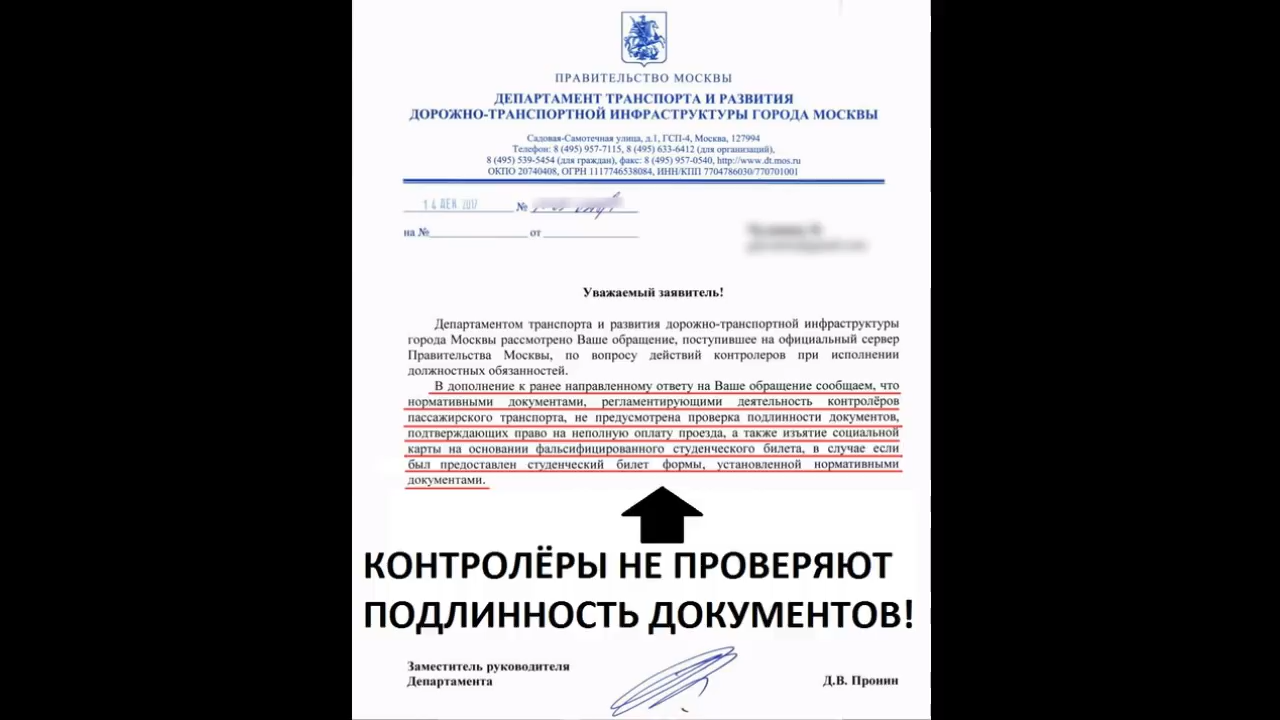 ПРАВИТЕЛЬСТВО МОСКВЫ
ДЕПАРТАМЕНТ ТРАНСПОРТА И РАЗВИТИЯ
ДОРОЖНО-ТРАНСПОРТНОЙ ИНФРАСТРУКТУРЫ ГОРОДА МОСКВЫ
Садовая-Самотечная улица, д.1, ГСП-4, Москва, 127994
Телефон: 8 (495) 957-7115, 8 (495) 633-6412 (для организаций),
8 (495) 539-5454 (для граждан), факс: 8 (495) 957-0540, http://www.dt.mos.ru
ОКПО 20740408, ОГРН 1117746538084, ИНН/КПП 7704786030/770701001
14 ДЕК 2017 №
на № от
Уважаемый заявитель!
Департаментом транспорта и развития дорожно-транспортной инфраструктуры
города Москвы рассмотрено Ваше обращение, поступившее на официальный сервер
Правительства Москвы, по вопросу действий контролеров при исполнении
должностных обязанностей.
В дополнение к ранее направленному ответу на Ваше обращение сообщаем, что
нормативными документами, регламентирующими деятельность контролёров
пассажирского транспорта, не предусмотрена проверка подлинности документов,
подтверждающих право на неполную оплату проезда, а также изъятие социальной
карты на основании фальсифицированного студенческого билета, в случае если
был предоставлен студенческий билет формы, установленной нормативными
документами.
КОНТРОЛЁРЫ НЕ ПРОВЕРЯЮТ
ПОДЛИННОСТЬ ДОКУМЕНТОВ!
Заместитель руководителя
Департамента Д.В. Пронин